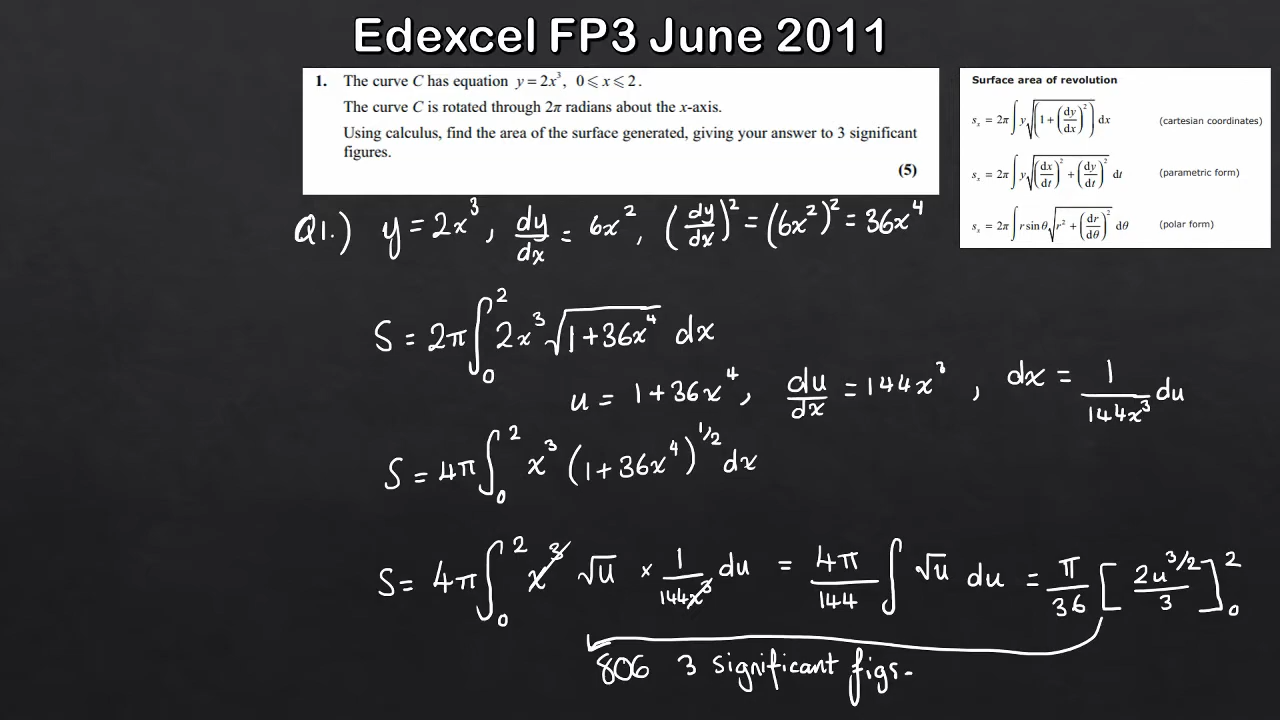 Edexcel FP3 June 2011
1. The curve C has equation y = 2x³, 0 ⩽ x ⩽ 2.
The curve C is rotated through 2π radians about the x-axis.
Using calculus, find the area of the surface generated, giving your answer to 3 significant
figures.
(5)
Surface area of revolution
sₓ = 2π∫ y√(1 + (dy/dx)²) dx (cartesian coordinates)
sₓ = 2π∫ y√((dx/dt)² + (dy/dt)²) dt (parametric form)
sₓ = 2π∫ r sin θ√(r² + (dr/dθ)²) dθ (polar form)
Q1.) y = 2x³, dy/dx = 6x², (dy/dx)² = (6x²)² = 36x⁴
S = 2π∫₀² 2x³ √(1+36x⁴) dx
u = 1+36x⁴, du/dx = 144x³, dx = 1/(144x³) du
S = 4π∫₀² x³ (1+36x⁴)^(1/2) dx
S = 4π∫₀² x³ √u × 1/(144x³) du = 4π/144 ∫ √u du = π/36 [2u^(3/2)/3]₀²
806 3 significant figs.